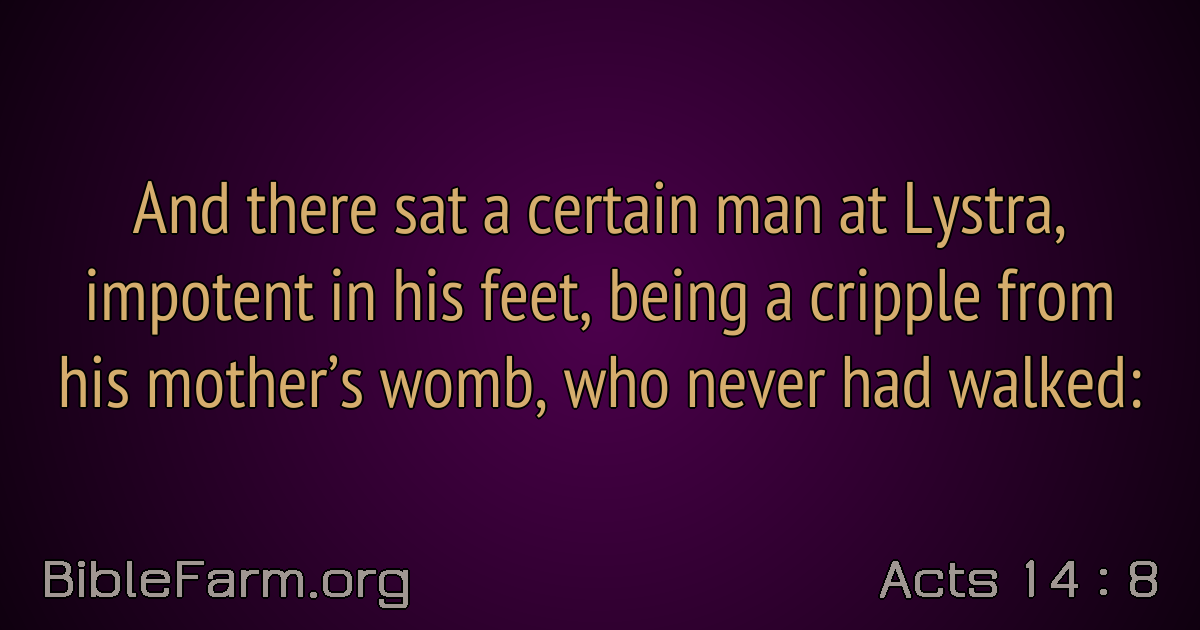 And there sat a certain man at Lystra,
impotent in his feet, being a cripple from
his mother’s womb, who never had walked:
BibleFarm.org
Acts 14 : 8